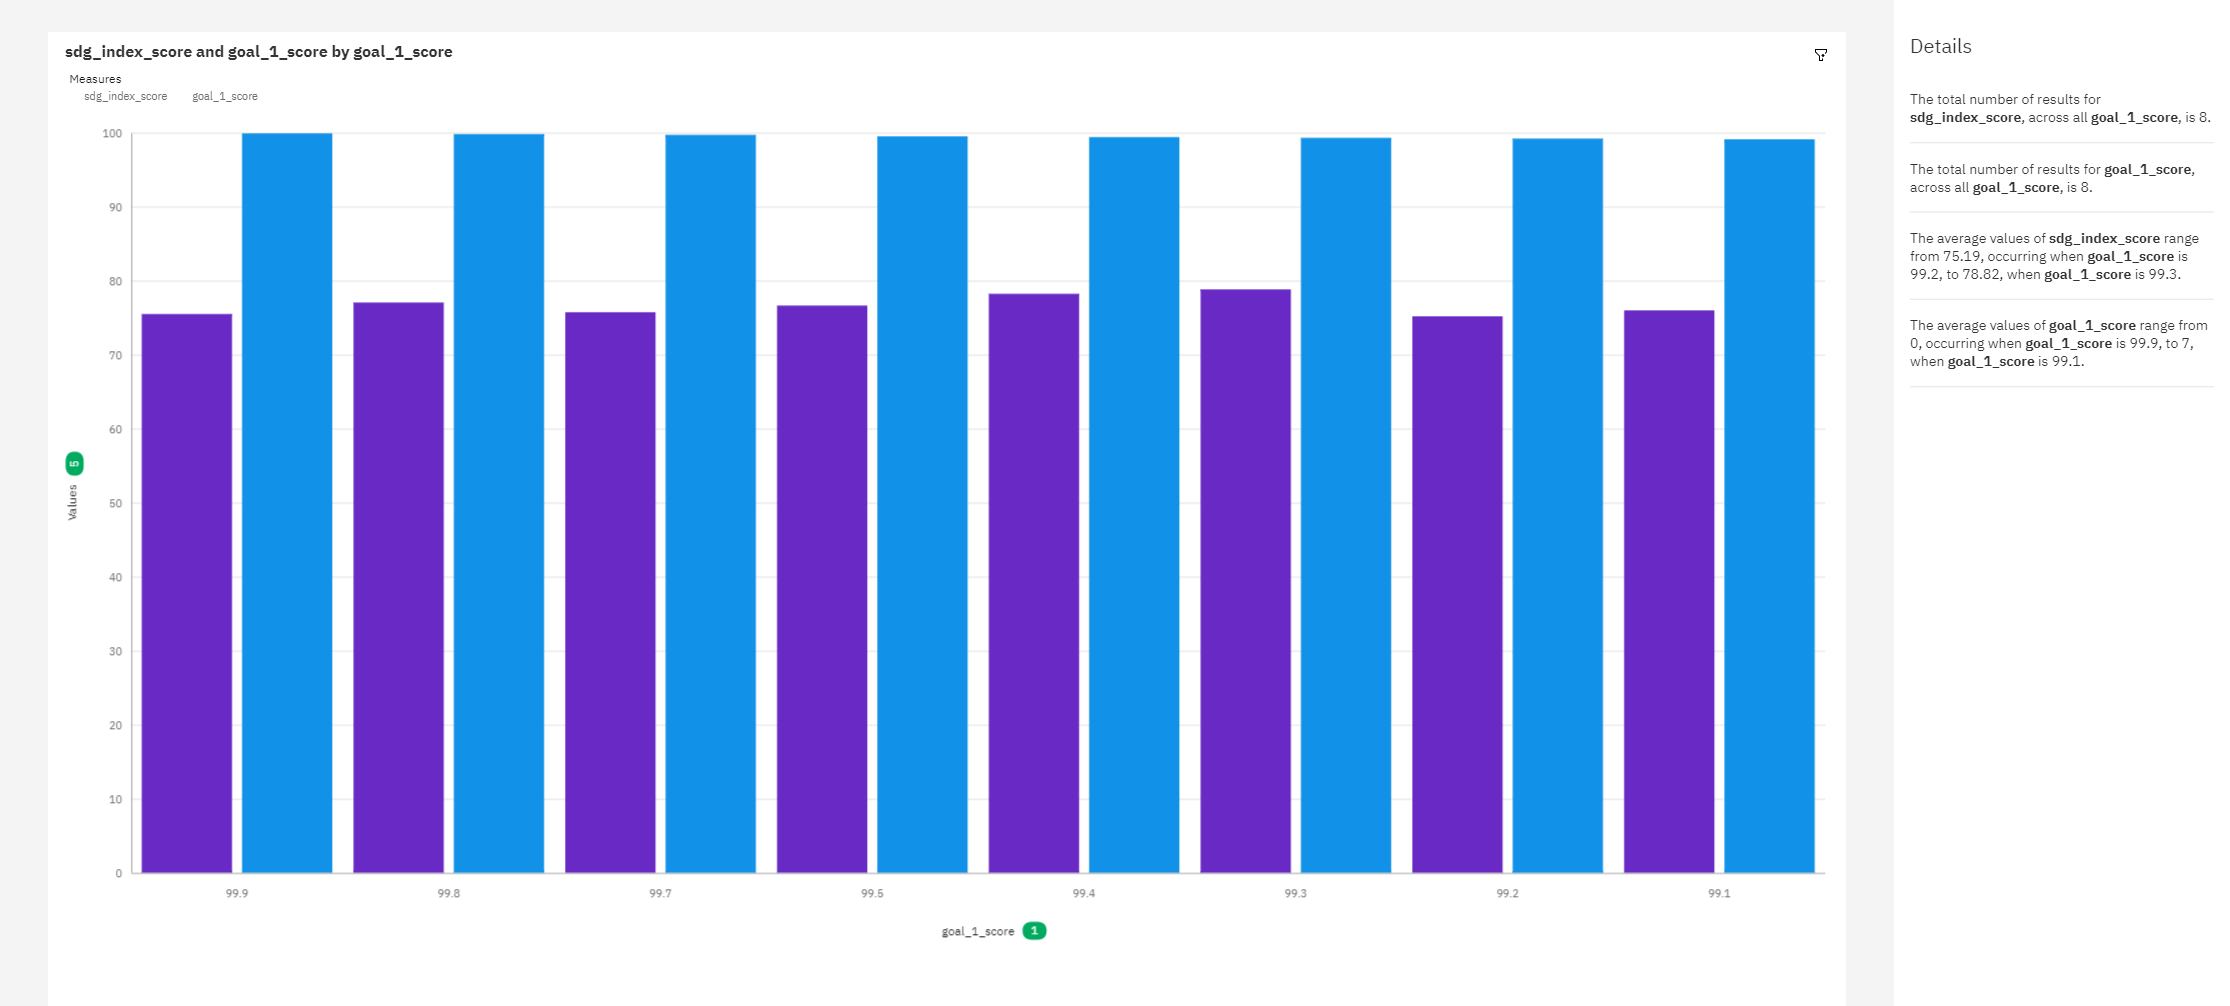 sdg_index_score and goal_1_score by goal_1_score
Measures
sdg_index_score goal_1_score
100
90
80
70
60
50
40
30
20
10
0
Values 5
99.9 99.8 99.7 99.5 99.4 99.3 99.2 99.1
goal_1_score 1
Details
The total number of results for
sdg_index_score, across all goal_1_score, is 8.
The total number of results for goal_1_score,
across all goal_1_score, is 8.
The average values of sdg_index_score range
from 75.19, occurring when goal_1_score is
99.2, to 78.82, when goal_1_score is 99.3.
The average values of goal_1_score range from
0, occurring when goal_1_score is 99.9, to 7,
when goal_1_score is 99.1.